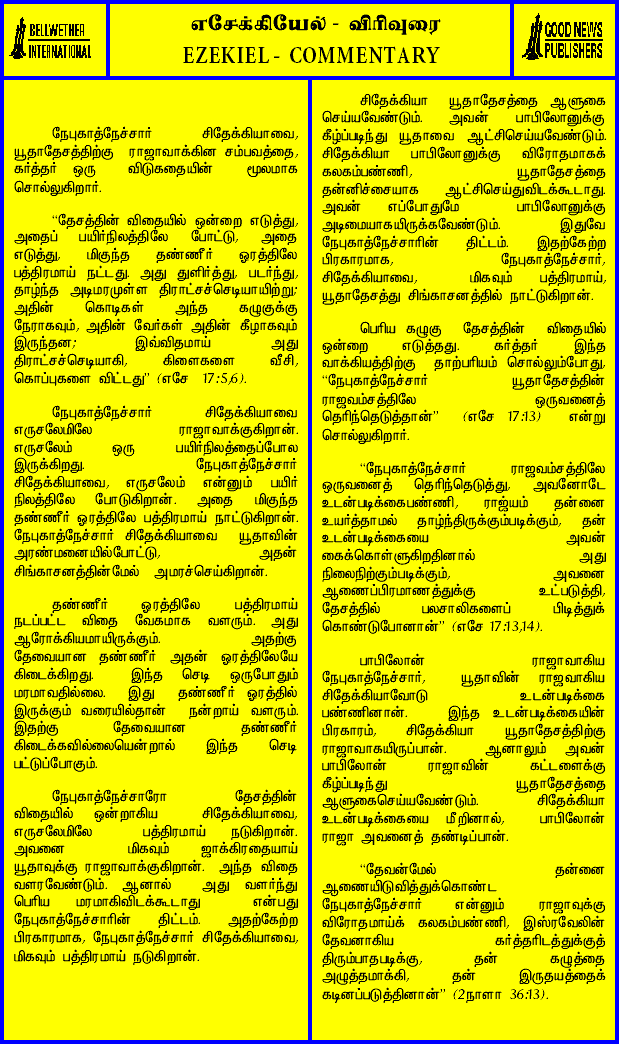 BELLWETHER
INTERNATIONAL
எசேக்கியேல் - விரிவுரை
EZEKIEL - COMMENTARY
GOOD NEWS
PUBLISHERS
நேபுகாத்நேச்சார் சிதேக்கியாவை,
யூதாதேசத்திற்கு ராஜாவாக்கின சம்பவத்தை,
கர்த்தர் ஒரு விடுகதையின் மூலமாக
சொல்லுகிறார்.
“தேசத்தின் விதையில் ஒன்றை எடுத்து,
அதைப் பயிர்நிலத்திலே போட்டு, அதை
எடுத்து, மிகுந்த தண்ணீர் ஓரத்திலே
பத்திரமாய் நட்டது. அது துளிர்த்து, படர்ந்து,
தாழ்ந்த அடிமரமுள்ள திராட்சச்செடியாயிற்று;
அதின் கொடிகள் அந்த கழுகுக்கு
நேராகவும், அதின் வேர்கள் அதின் கீழாகவும்
இருந்தன; இவ்விதமாய் அது
திராட்சச்செடியாகி, கிளைகளை வீசி,
கொப்புகளை விட்டது” (எசே 17:5,6).
நேபுகாத்நேச்சார் சிதேக்கியாவை
எருசலேமிலே ராஜாவாக்குகிறான்.
எருசலேம் ஒரு பயிர்நிலத்தைப்போல
இருக்கிறது. நேபுகாத்நேச்சார்
சிதேக்கியாவை, எருசலேம் என்னும் பயிர்
நிலத்திலே போடுகிறான். அதை மிகுந்த
தண்ணீர் ஓரத்திலே பத்திரமாய் நாட்டுகிறான்.
நேபுகாத்நேச்சார் சிதேக்கியாவை யூதாவின்
அரண்மனையில்போட்டு, அதன்
சிங்காசனத்தின்மேல் அமரச்செய்கிறான்.
தண்ணீர் ஓரத்திலே பத்திரமாய்
நடப்பட்ட விதை வேகமாக வளரும். அது
ஆரோக்கியமாயிருக்கும். அதற்கு
தேவையான தண்ணீர் அதன் ஓரத்திலேயே
கிடைக்கிறது. இந்த செடி ஒருபோதும்
மரமாவதில்லை. இது தண்ணீர் ஓரத்தில்
இருக்கும் வரையில்தான் நன்றாய் வளரும்.
இதற்கு தேவையான தண்ணீர்
கிடைக்கவில்லையென்றால் இந்த செடி
பட்டுப்போகும்.
நேபுகாத்நேச்சாரோ தேசத்தின்
விதையில் ஒன்றாகிய சிதேக்கியாவை,
எருசலேமிலே பத்திரமாய் நடுகிறான்.
அவனை மிகவும் ஜாக்கிரதையாய்
யூதாவுக்கு ராஜாவாக்குகிறான். அந்த விதை
வளரவேண்டும். ஆனால் அது வளர்ந்து
பெரிய மரமாகிவிடக்கூடாது என்பது
நேபுகாத்நேச்சாரின் திட்டம். அதற்கேற்ற
பிரகாரமாக, நேபுகாத்நேச்சார் சிதேக்கியாவை,
மிகவும் பத்திரமாய் நடுகிறான்.
சிதேக்கியா யூதாதேசத்தை ஆளுகை
செய்யவேண்டும். அவன் பாபிலோனுக்கு
கீழ்ப்படிந்து யூதாவை ஆட்சிசெய்யவேண்டும்.
சிதேக்கியா பாபிலோனுக்கு விரோதமாகக்
கலகம்பண்ணி, யூதாதேசத்தை
தன்னிச்சையாக ஆட்சிசெய்துவிடக்கூடாது.
அவன் எப்போதுமே பாபிலோனுக்கு
அடிமையாகயிருக்கவேண்டும். இதுவே
நேபுகாத்நேச்சாரின் திட்டம். இதற்கேற்ற
பிரகாரமாக, நேபுகாத்நேச்சார்,
சிதேக்கியாவை, மிகவும் பத்திரமாய்,
யூதாதேசத்து சிங்காசனத்தில் நாட்டுகிறான்.
பெரிய கழுகு தேசத்தின் விதையில்
ஒன்றை எடுத்தது. கர்த்தர் இந்த
வாக்கியத்திற்கு தாற்பரியம் சொல்லும்போது,
“நேபுகாத்நேச்சார் யூதாதேசத்தின்
ராஜவம்சத்திலே ஒருவனைத்
தெரிந்தெடுத்தான்” (எசே 17:13) என்று
சொல்லுகிறார்.
“நேபுகாத்நேச்சார் ராஜவம்சத்திலே
ஒருவனைத் தெரிந்தெடுத்து, அவனோடே
உடன்படிக்கைபண்ணி, ராஜ்யம் தன்னை
உயர்த்தாமல் தாழ்ந்திருக்கும்படிக்கும், தன்
உடன்படிக்கையை அவன்
கைக்கொள்ளுகிறதினால் அது
நிலைநிற்கும்படிக்கும், அவனை
ஆணைப்பிரமாணத்துக்கு உட்படுத்தி,
தேசத்தில் பலசாலிகளைப் பிடித்துக்
கொண்டுபோனான்” (எசே 17:13,14).
பாபிலோன் ராஜாவாகிய
நேபுகாத்நேச்சார், யூதாவின் ராஜவாகிய
சிதேக்கியாவோடு உடன்படிக்கை
பண்ணினான். இந்த உடன்படிக்கையின்
பிரகாரம், சிதேக்கியா யூதாதேசத்திற்கு
ராஜாவாகயிருப்பான். ஆனாலும் அவன்
பாபிலோன் ராஜாவின் கட்டளைக்கு
கீழ்ப்படிந்து யூதாதேசத்தை
ஆளுகைசெய்யவேண்டும். சிதேக்கியா
உடன்படிக்கையை மீறினால், பாபிலோன்
ராஜா அவனைத் தண்டிப்பான்.
“தேவன்மேல் தன்னை
ஆணையிடுவித்துக்கொண்ட
நேபுகாத்நேச்சார் என்னும் ராஜாவுக்கு
விரோதமாய்க் கலகம்பண்ணி, இஸ்ரவேலின்
தேவனாகிய கர்த்தரிடத்துக்குத்
திரும்பாதபடிக்கு, தன் கழுத்தை
அழுத்தமாக்கி, தன் இருதயத்தைக்
கடினப்படுத்தினான்” (2நாளா 36:13).